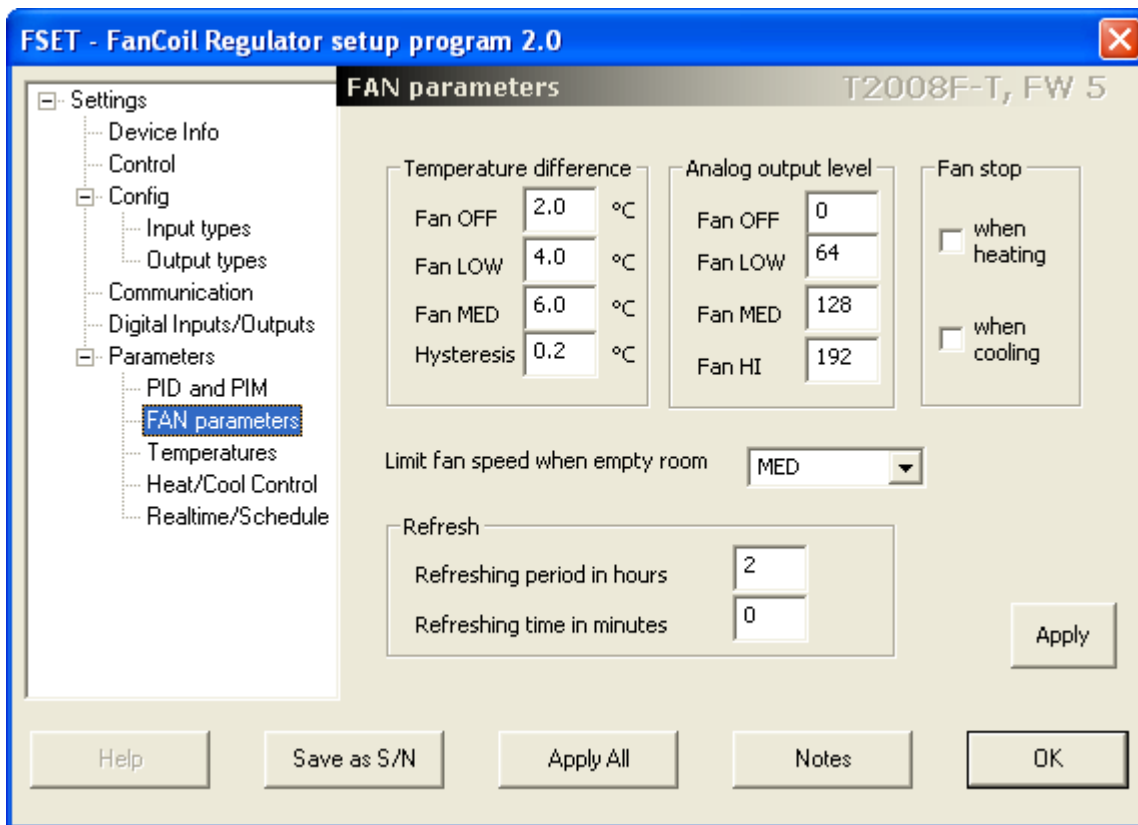 FSET - FanCoil Regulator setup program 2.0
Settings
Device Info
Control
Config
Input types
Output types
Communication
Digital Inputs/Outputs
Parameters
PID and PIM
FAN parameters
Temperatures
Heat/Cool Control
Realtime/Schedule
FAN parameters
T2008F-T, FW 5
Temperature difference
Fan OFF 2.0 °C
Fan LOW 4.0 °C
Fan MED 6.0 °C
Hysteresis 0.2 °C
Analog output level
Fan OFF 0
Fan LOW 64
Fan MED 128
Fan HI 192
Fan stop
when
heating
when
cooling
Limit fan speed when empty room MED
Refresh
Refreshing period in hours 2
Refreshing time in minutes 0
Apply
Help
Save as S/N
Apply All
Notes
OK